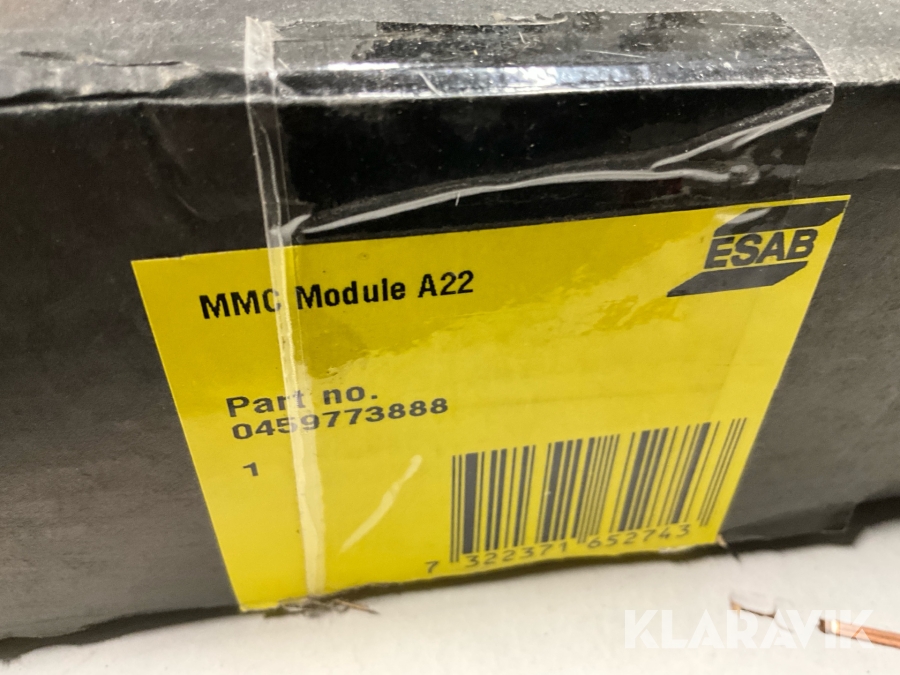 ESAB
MMC Module A22
Part no.
0459773888
1
7 322371 652743
KLARAVIK